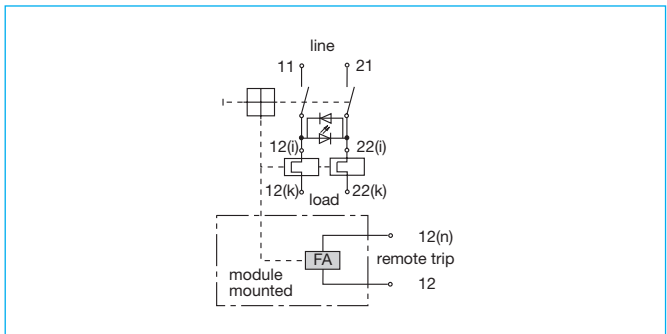 line
11 21
12(i) 22(i)
12(k) 22(k)
load
12(n)
FA remote trip
module
mounted
12